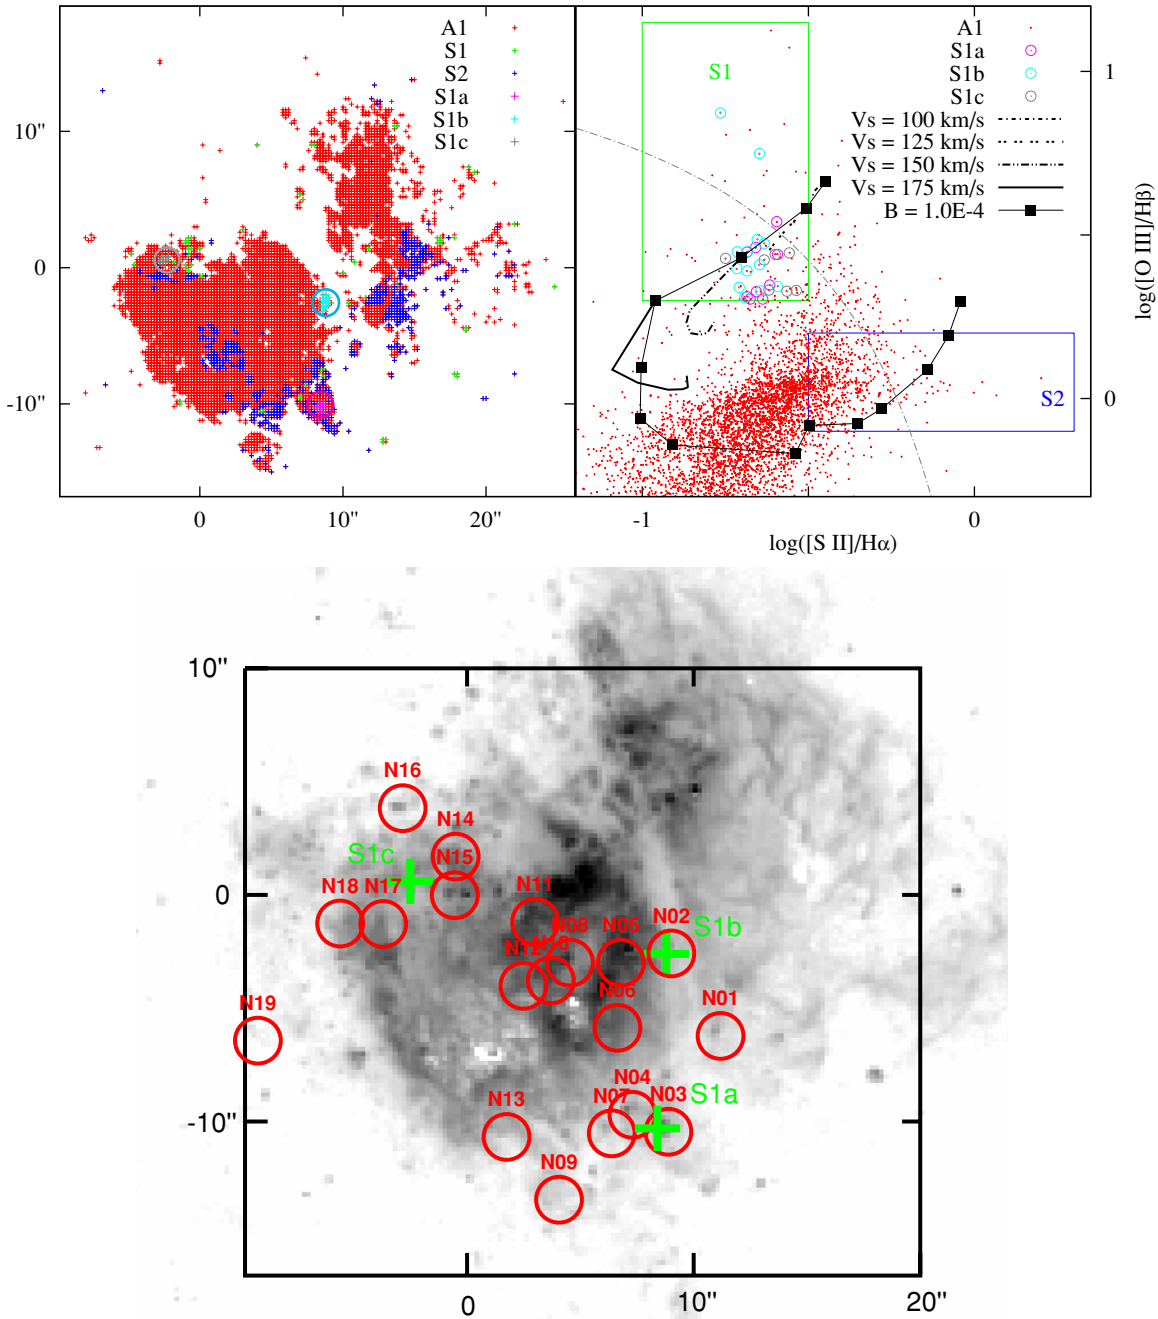 A1
S1
S2
S1a
S1b
S1c
10"
0
-10"
0
10"
20"
A1
S1a
S1b
S1c
Vs = 100 km/s
Vs = 125 km/s
Vs = 150 km/s
Vs = 175 km/s
B = 1.0E-4
S1
S2
1
0
log([O III]/Hβ)
-1
0
log([S II]/Hα)
10"
0
-10"
N16
N14
S1c
N15
N18
N17
N11
N08
N05
N02
S1b
N12
N06
N01
N19
N04
S1a
N13
N07
N03
N09
0
10"
20"